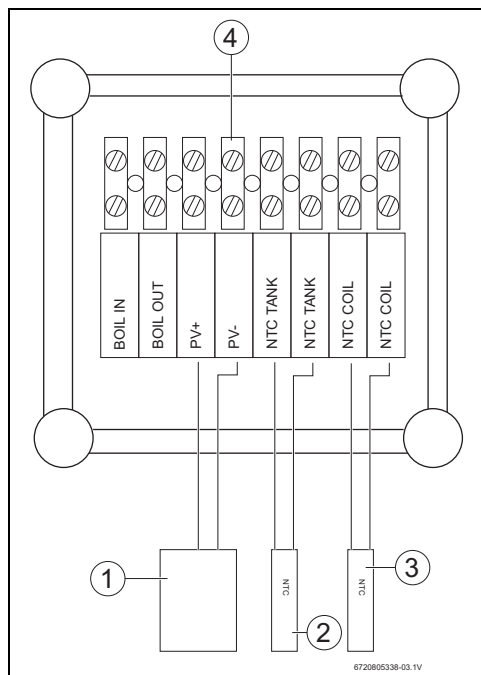 4
BOIL IN
BOIL OUT
PV+
PV-
NTC TANK
NTC TANK
NTC COIL
NTC COIL
1
NTC
2
NTC
3
6720805338-03.1V